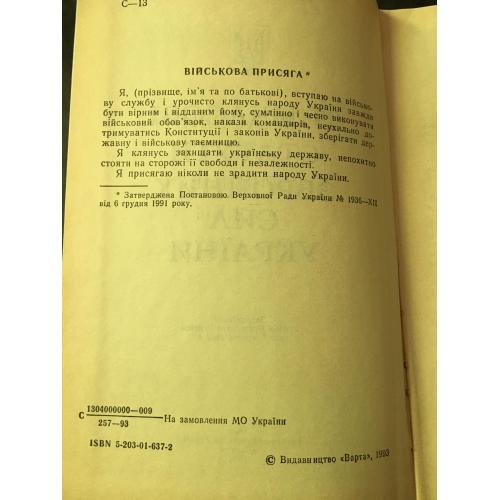 С—13
ВІЙСЬКОВА ПРИСЯГА*
Я, (прізвище, ім'я та по батькові), вступаю на військо-
ву службу і урочисто клянусь народу України завжди
бути вірним і відданим йому, сумлінно і чесно виконувати
військовий обов'язок, накази командирів, неухильно до-
тримуватись Конституції і законів України, зберігати дер-
жавну і військову таємницю.
Я клянусь захищати українську державу, непохитно
стояти на сторожі її свободи і незалежності.
Я присягаю ніколи не зрадити народу України.
* Затверджена Постановою Верховної Ради України № 1936—XII
від 6 грудня 1991 року.
С 1304000000—009
257—93
На замовлення МО України
ISBN 5-203-01-637-2
© Видавництво «Варта», 1993